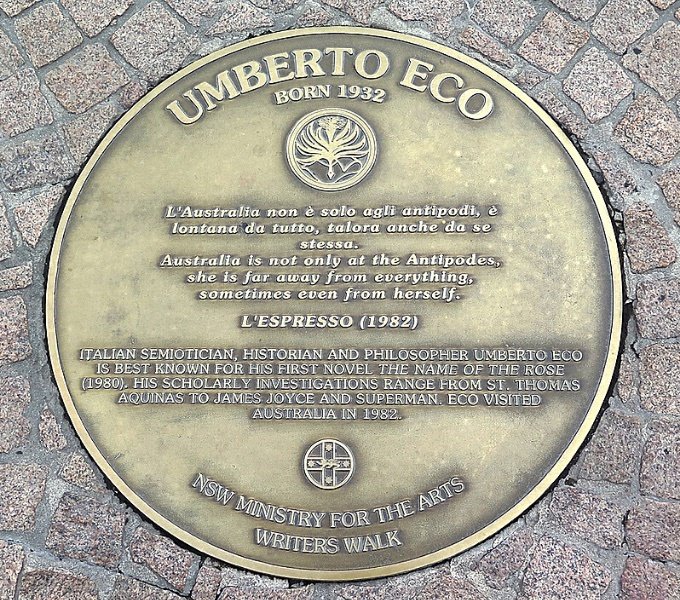 UMBERTO ECO
BORN 1932
L'Australia non è solo agli antipodi, è
lontana da tutto, talora anche da se
stessa.
Australia is not only at the Antipodes,
she is far away from everything,
sometimes even from herself.
L'ESPRESSO (1982)
ITALIAN SEMIOTICIAN, HISTORIAN AND PHILOSOPHER UMBERTO ECO
IS BEST KNOWN FOR HIS FIRST NOVEL THE NAME OF THE ROSE
(1980). HIS SCHOLARLY INVESTIGATIONS RANGE FROM ST. THOMAS
AQUINAS TO JAMES JOYCE AND SUPERMAN. ECO VISITED
AUSTRALIA IN 1982.
NSW MINISTRY FOR THE ARTS
WRITERS WALK